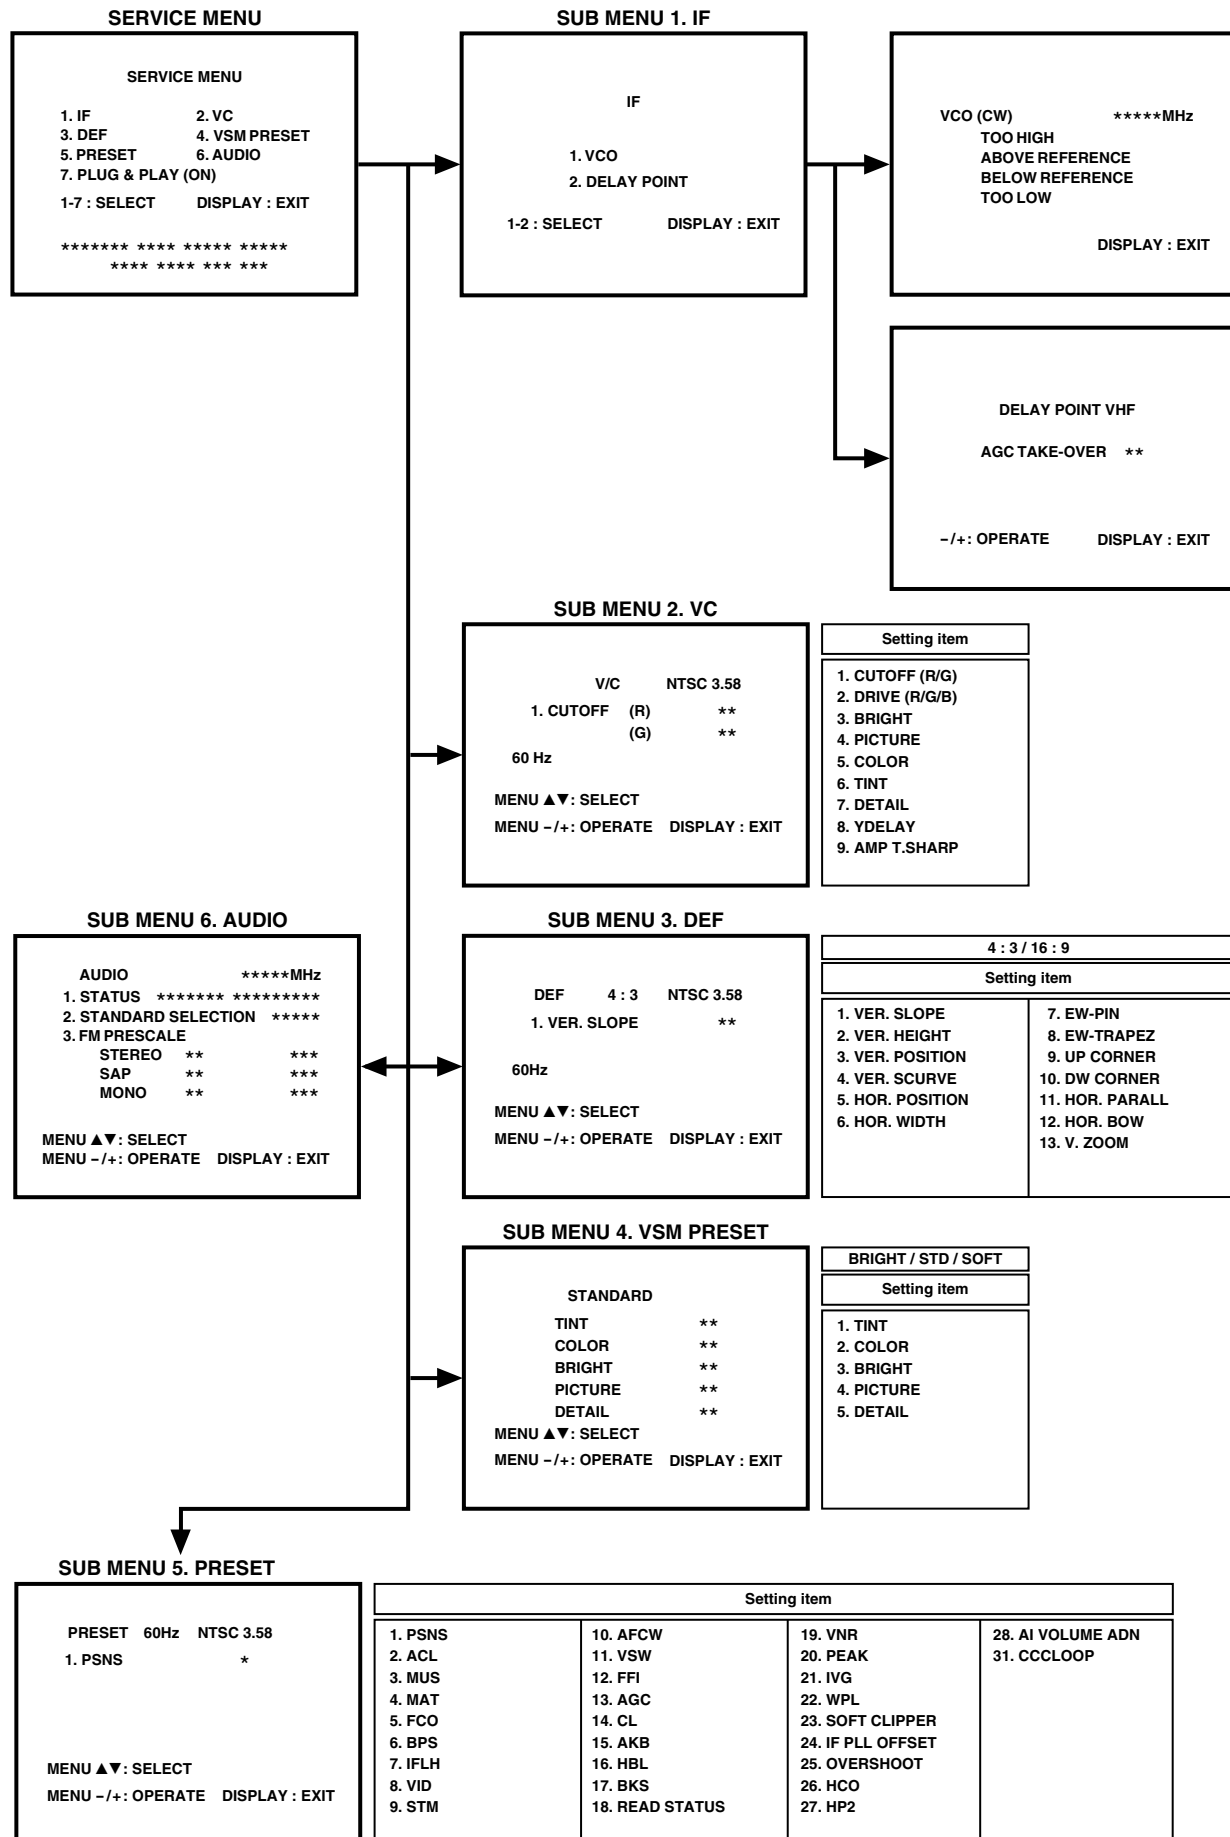 SERVICE MENU
SERVICE MENU
1. IF 2. VC
3. DEF 4. VSM PRESET
5. PRESET 6. AUDIO
7. PLUG & PLAY (ON)
1-7 : SELECT DISPLAY : EXIT
******* **** ***** *****
**** **** *** ***
SUB MENU 1. IF
IF
1. VCO
2. DELAY POINT
1-2 : SELECT DISPLAY : EXIT
VCO (CW) *****MHz
TOO HIGH
ABOVE REFERENCE
BELOW REFERENCE
TOO LOW
DISPLAY : EXIT
DELAY POINT VHF
AGC TAKE-OVER **
–/+: OPERATE DISPLAY : EXIT
SUB MENU 2. VC
V/C NTSC 3.58
1. CUTOFF (R) **
(G) **
60 Hz
MENU ▲▼: SELECT
MENU –/+: OPERATE DISPLAY : EXIT
Setting item
1. CUTOFF (R/G)
2. DRIVE (R/G/B)
3. BRIGHT
4. PICTURE
5. COLOR
6. TINT
7. DETAIL
8. YDELAY
9. AMP T.SHARP
SUB MENU 6. AUDIO
AUDIO *****MHz
1. STATUS ******* *********
2. STANDARD SELECTION *****
3. FM PRESCALE
STEREO ** ***
SAP ** ***
MONO ** ***
MENU ▲▼: SELECT
MENU –/+: OPERATE DISPLAY : EXIT
SUB MENU 3. DEF
DEF 4 : 3 NTSC 3.58
1. VER. SLOPE **
60Hz
MENU ▲▼: SELECT
MENU –/+: OPERATE DISPLAY : EXIT
4 : 3 / 16 : 9
Setting item
1. VER. SLOPE
2. VER. HEIGHT
3. VER. POSITION
4. VER. SCURVE
5. HOR. POSITION
6. HOR. WIDTH
7. EW-PIN
8. EW-TRAPEZ
9. UP CORNER
10. DW CORNER
11. HOR. PARALL
12. HOR. BOW
13. V. ZOOM
SUB MENU 4. VSM PRESET
STANDARD
TINT **
COLOR **
BRIGHT **
PICTURE **
DETAIL **
MENU ▲▼: SELECT
MENU –/+: OPERATE DISPLAY : EXIT
BRIGHT / STD / SOFT
Setting item
1. TINT
2. COLOR
3. BRIGHT
4. PICTURE
5. DETAIL
SUB MENU 5. PRESET
PRESET 60Hz NTSC 3.58
1. PSNS *
MENU ▲▼: SELECT
MENU –/+: OPERATE DISPLAY : EXIT
Setting item
1. PSNS
2. ACL
3. MUS
4. MAT
5. FCO
6. BPS
7. IFLH
8. VID
9. STM
10. AFCW
11. VSW
12. FFI
13. AGC
14. CL
15. AKB
16. HBL
17. BKS
18. READ STATUS
19. VNR
20. PEAK
21. IVG
22. WPL
23. SOFT CLIPPER
24. IF PLL OFFSET
25. OVERSHOOT
26. HCO
27. HP2
28. AI VOLUME ADN
31. CCCLOOP